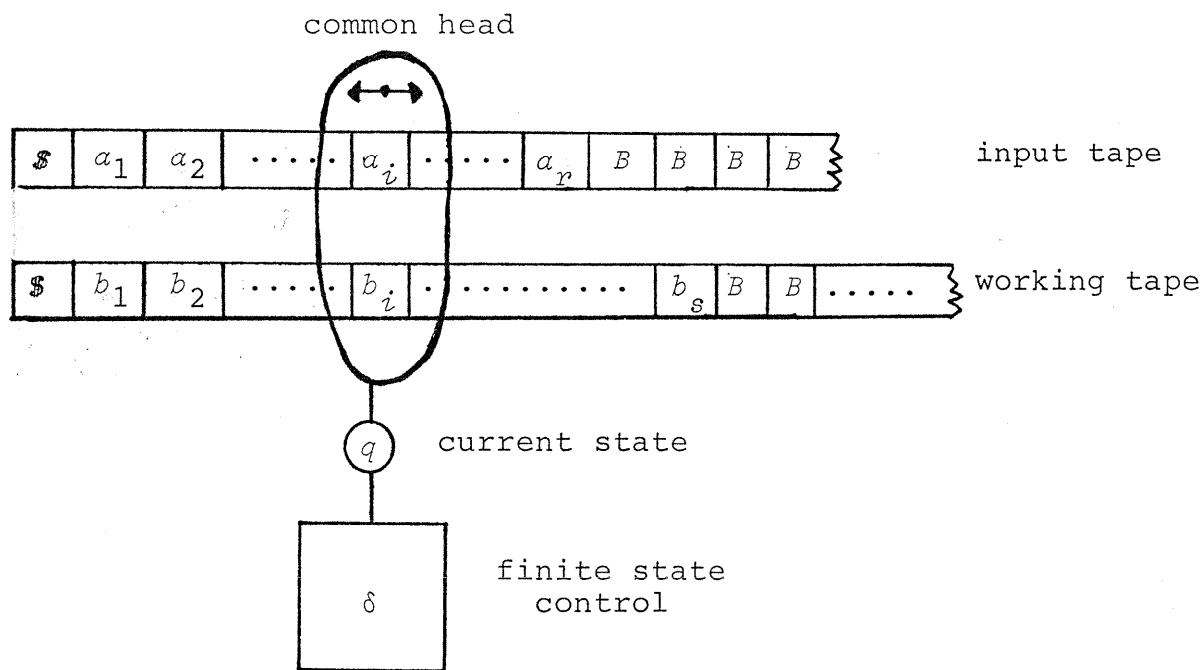 common head
$ a1 a2 ..... ai ..... ar B B B B
input tape
$ b1 b2 ..... bi ............. bs B B .....
working tape
q
current state
finite state
control
δ